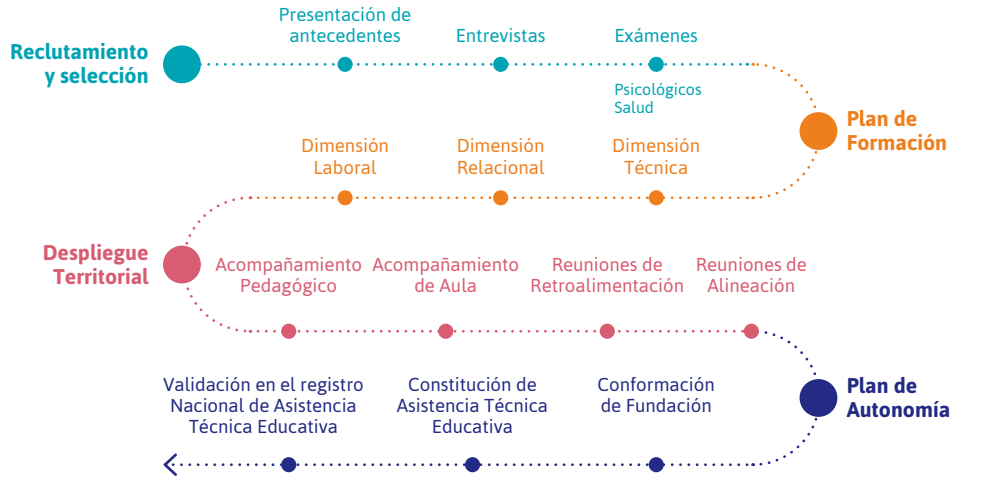 Reclutamiento
y selección
Presentación de
antecedentes
Entrevistas
Exámenes
Psicológicos
Salud
Plan de
Formación
Dimensión
Laboral
Dimensión
Relacional
Dimensión
Técnica
Despliegue
Territorial
Acompañamiento
Pedagógico
Acompañamiento
de Aula
Reuniones de
Retroalimentación
Reuniones de
Alineación
Plan de
Autonomía
Validación en el registro
Nacional de Asistencia
Técnica Educativa
Constitución de
Asistencia Técnica
Educativa
Conformación
de Fundación